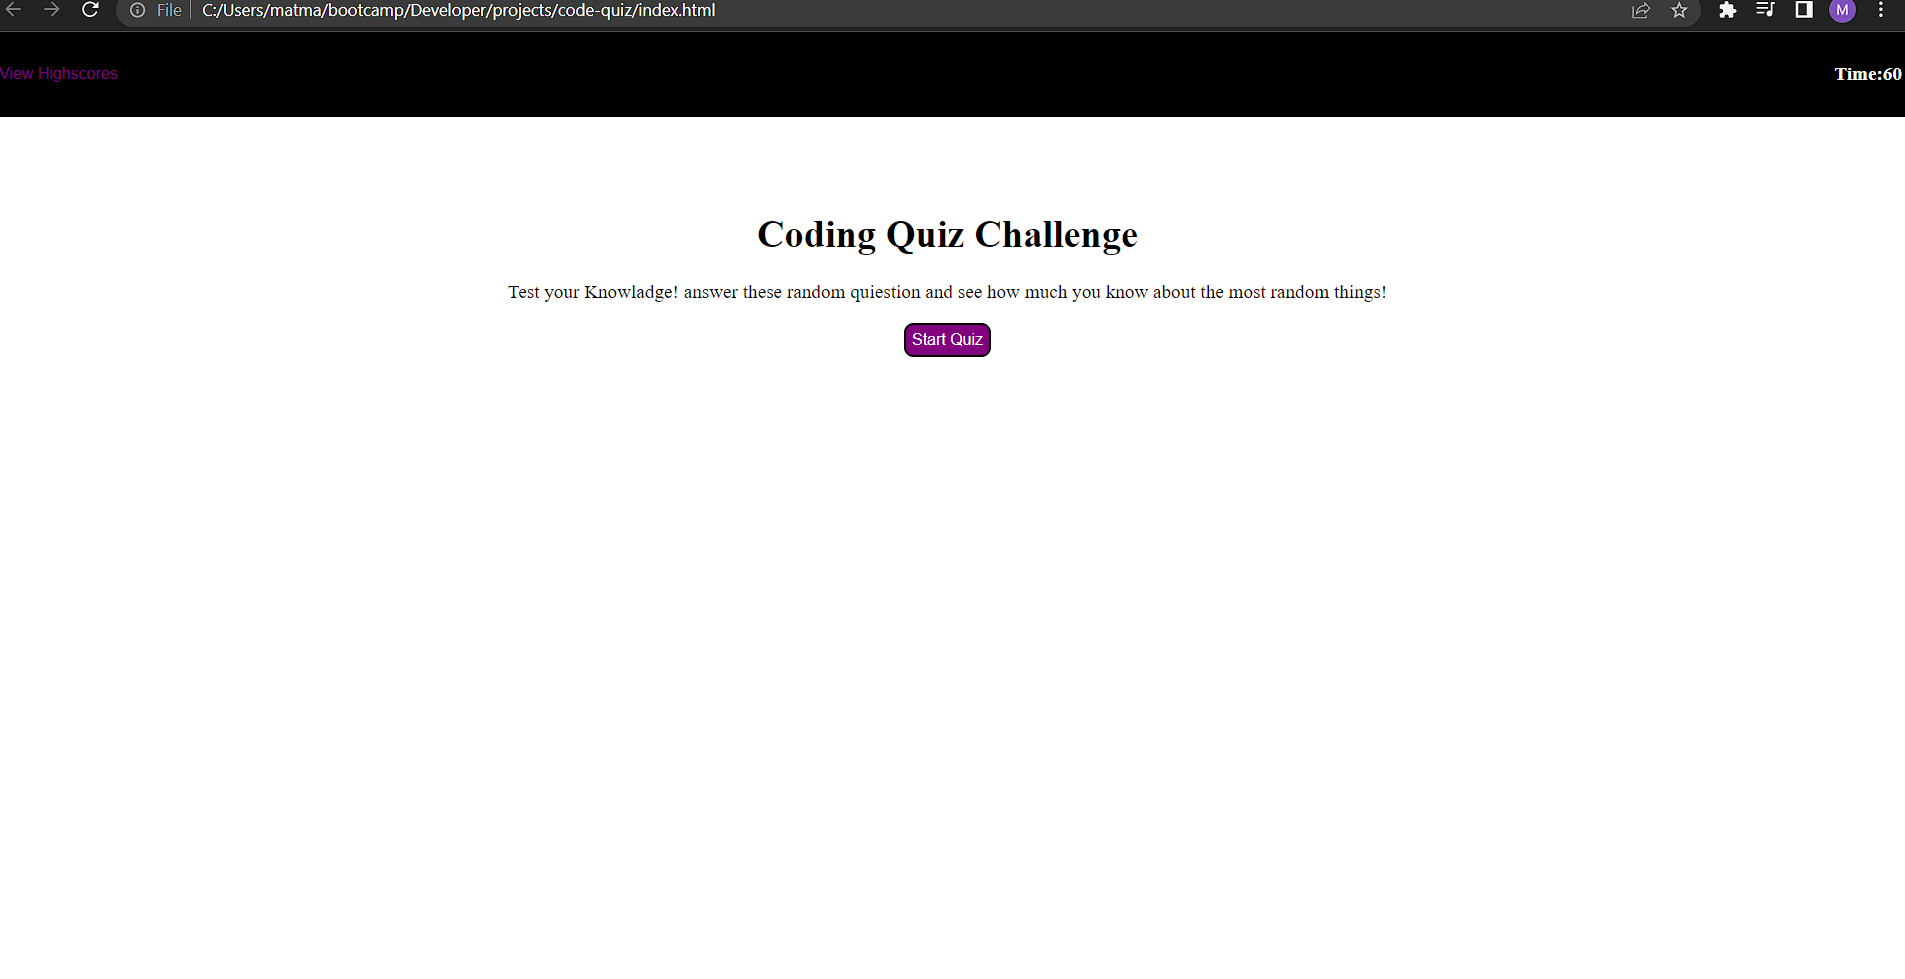 File C:/Users/matma/bootcamp/Developer/projects/code-quiz/index.html M
View Highscores Time:60
Coding Quiz Challenge
Test your Knowladge! answer these random quiestion and see how much you know about the most random things!
Start Quiz